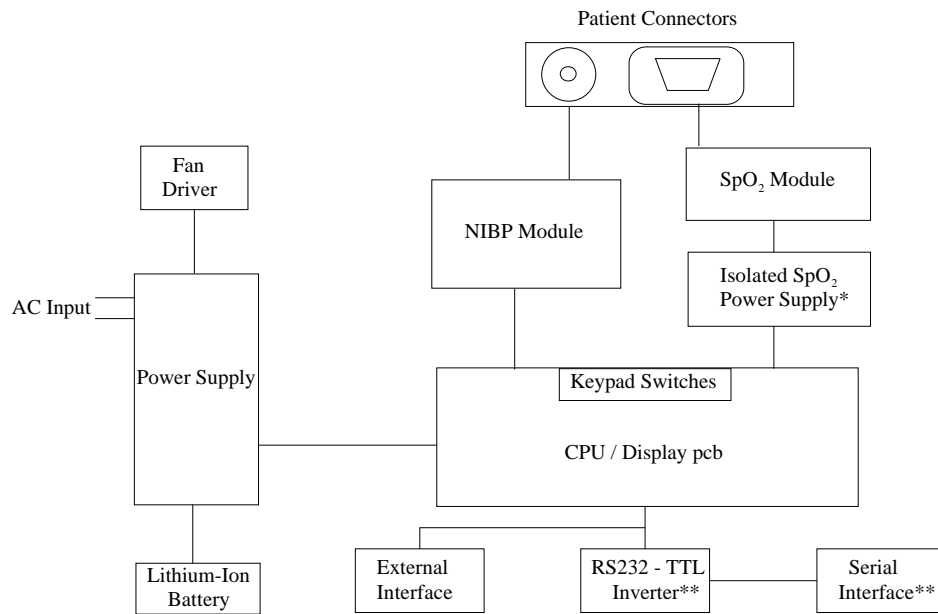 Patient Connectors
Fan
Driver
SpO₂ Module
NIBP Module
Isolated SpO₂
Power Supply*
AC Input
Power Supply
Keypad Switches
CPU / Display pcb
External
Interface
RS232 - TTL
Inverter**
Serial
Interface**
Lithium-Ion
Battery